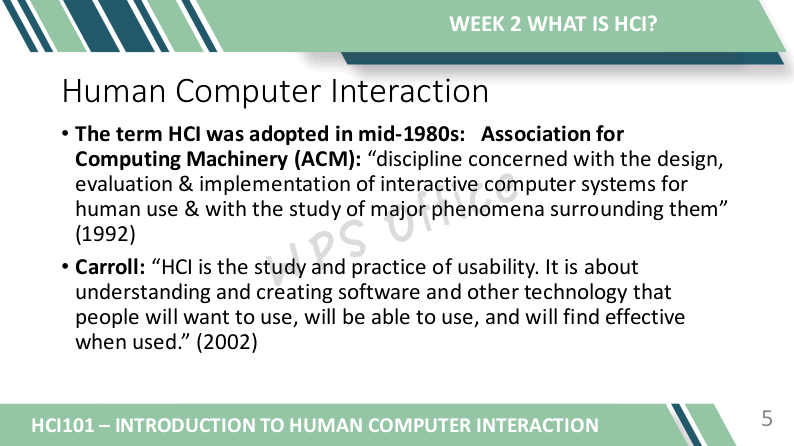 WEEK 2 WHAT IS HCI?
Human Computer Interaction
• The term HCI was adopted in mid-1980s: Association for
Computing Machinery (ACM): “discipline concerned with the design,
evaluation & implementation of interactive computer systems for
human use & with the study of major phenomena surrounding them”
(1992)
• Carroll: “HCI is the study and practice of usability. It is about
understanding and creating software and other technology that
people will want to use, will be able to use, and will find effective
when used.” (2002)
WPS Office
HCI101 – INTRODUCTION TO HUMAN COMPUTER INTERACTION
5